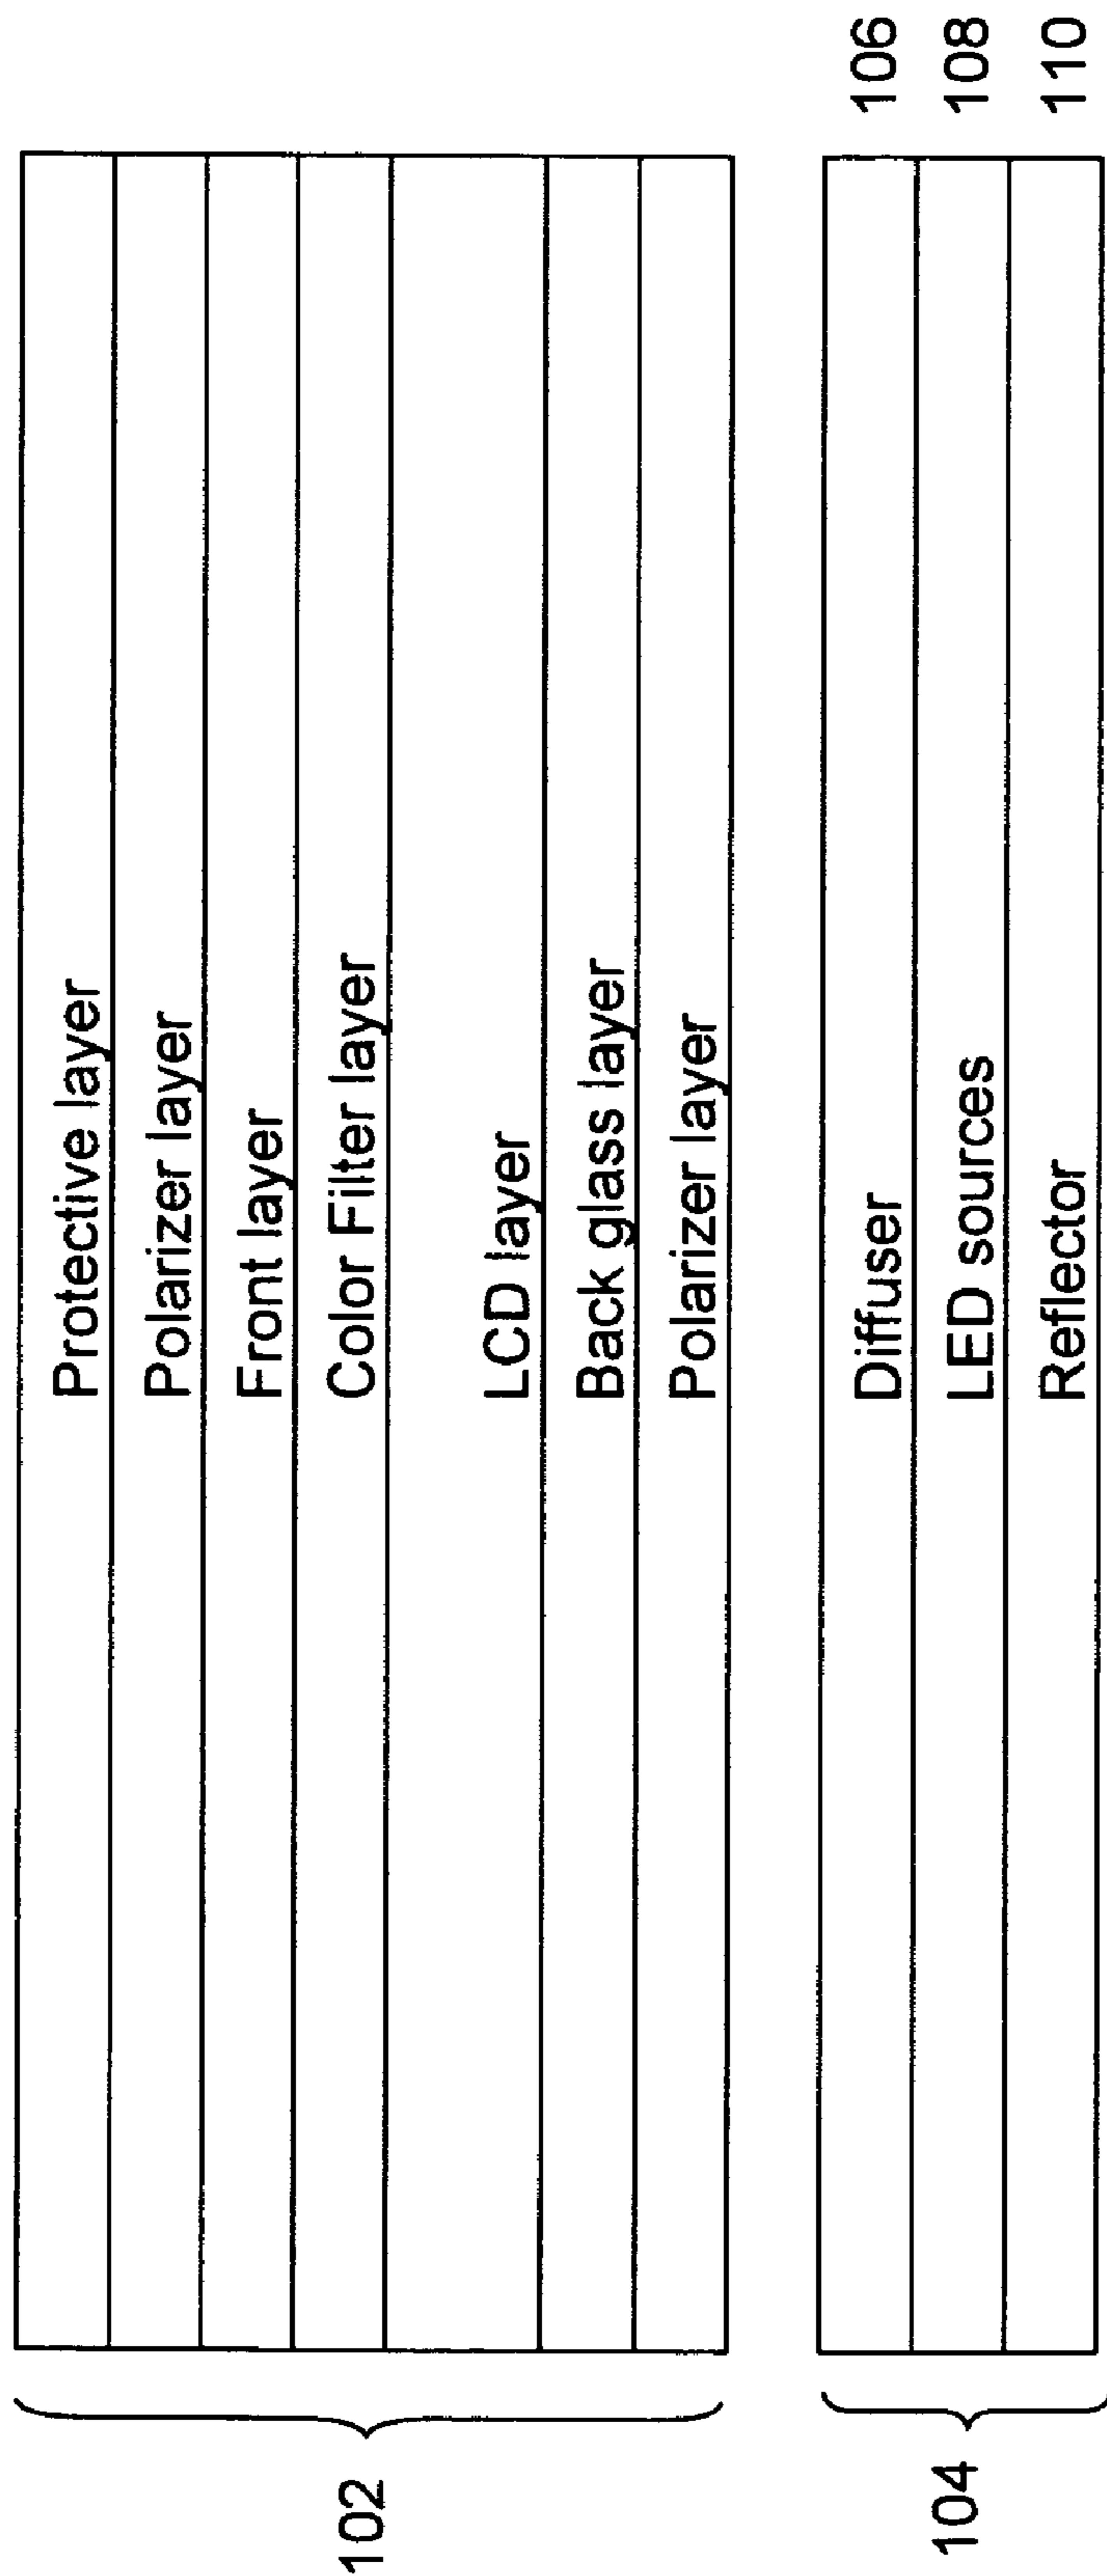 Protective layer
Polarizer layer
Front layer
Color Filter layer
LCD layer
Back glass layer
Polarizer layer
102
Diffuser 106
LED sources 108
Reflector 110
104